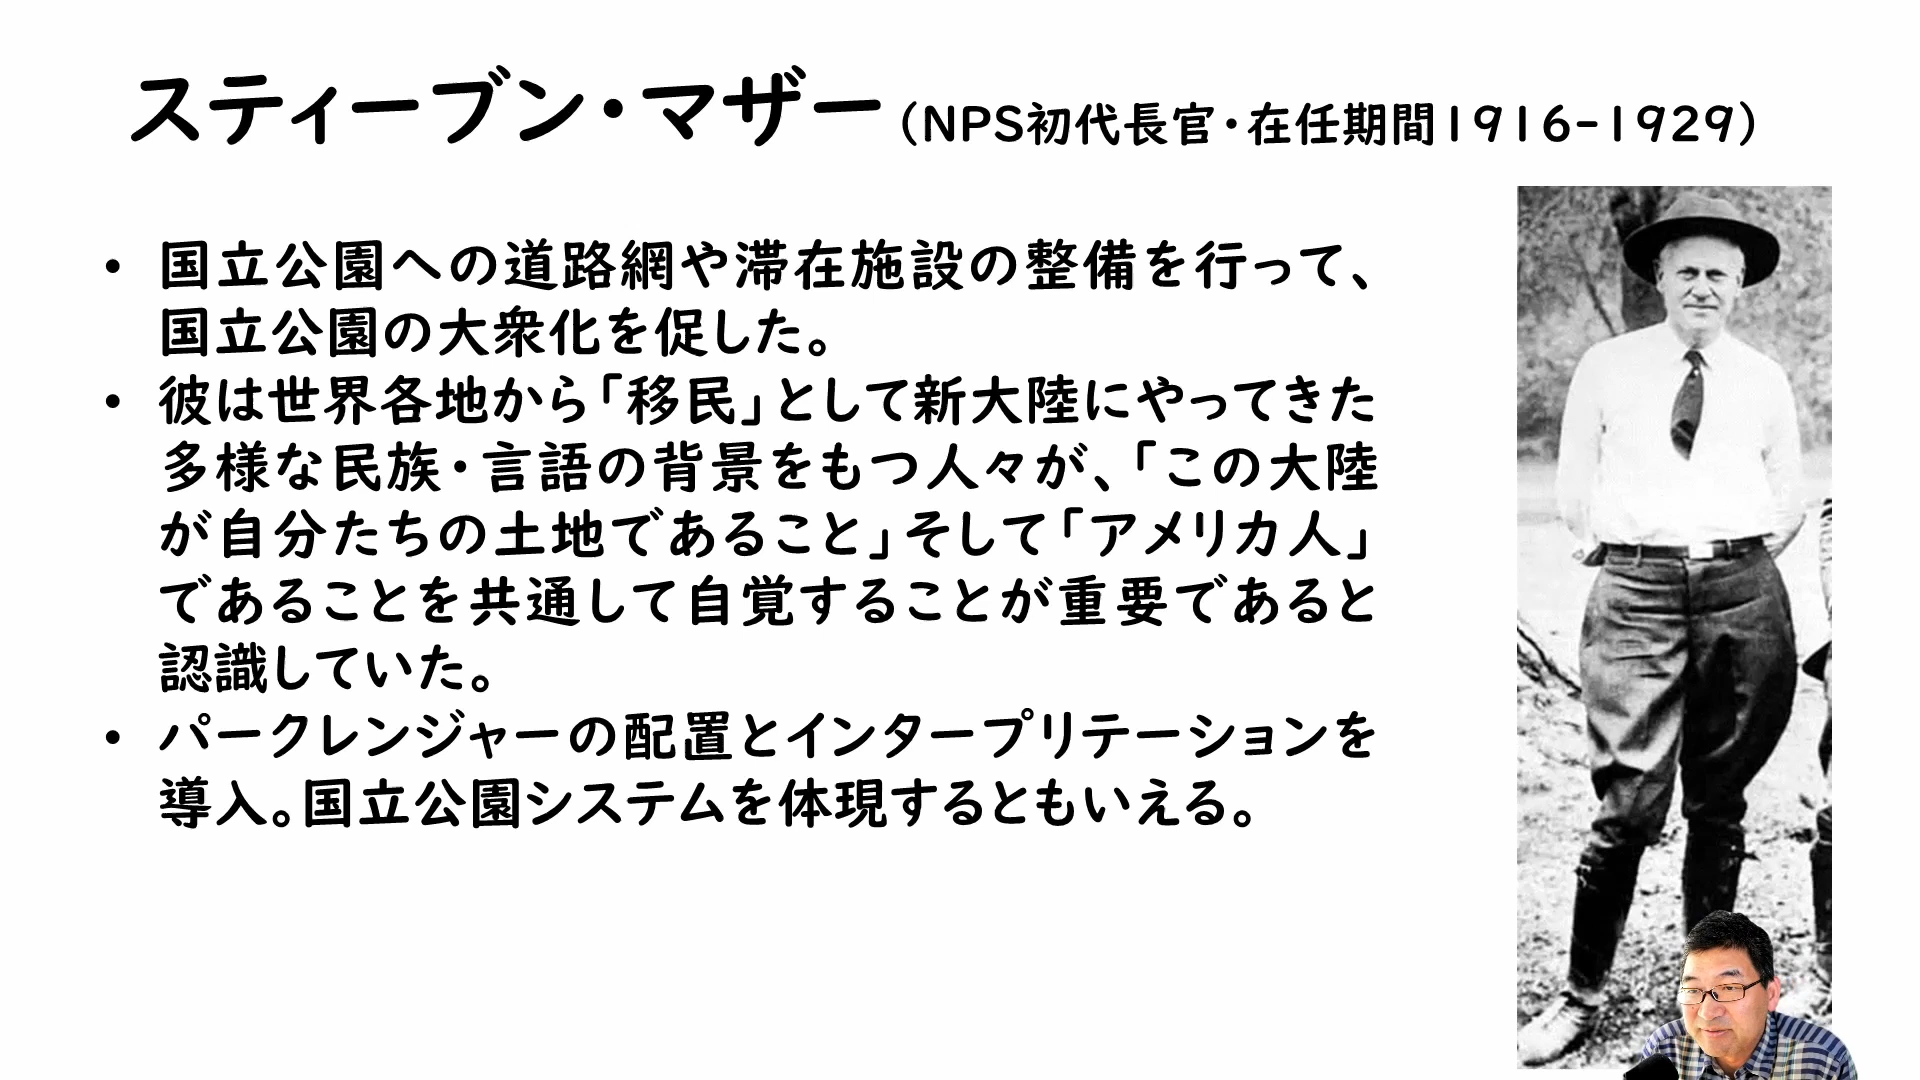 スティーブン・マザー（NPS初代長官・在任期間1916-1929）
• 国立公園への道路網や滞在施設の整備を行って、
国立公園の大衆化を促した。
• 彼は世界各地から「移民」として新大陸にやってきた
多様な民族・言語の背景をもつ人々が、「この大陸
が自分たちの土地であること」そして「アメリカ人」
であることを共通して自覚することが重要であると
認識していた。
• パークレンジャーの配置とインタープリテーションを
導入。国立公園システムを体現するともいえる。